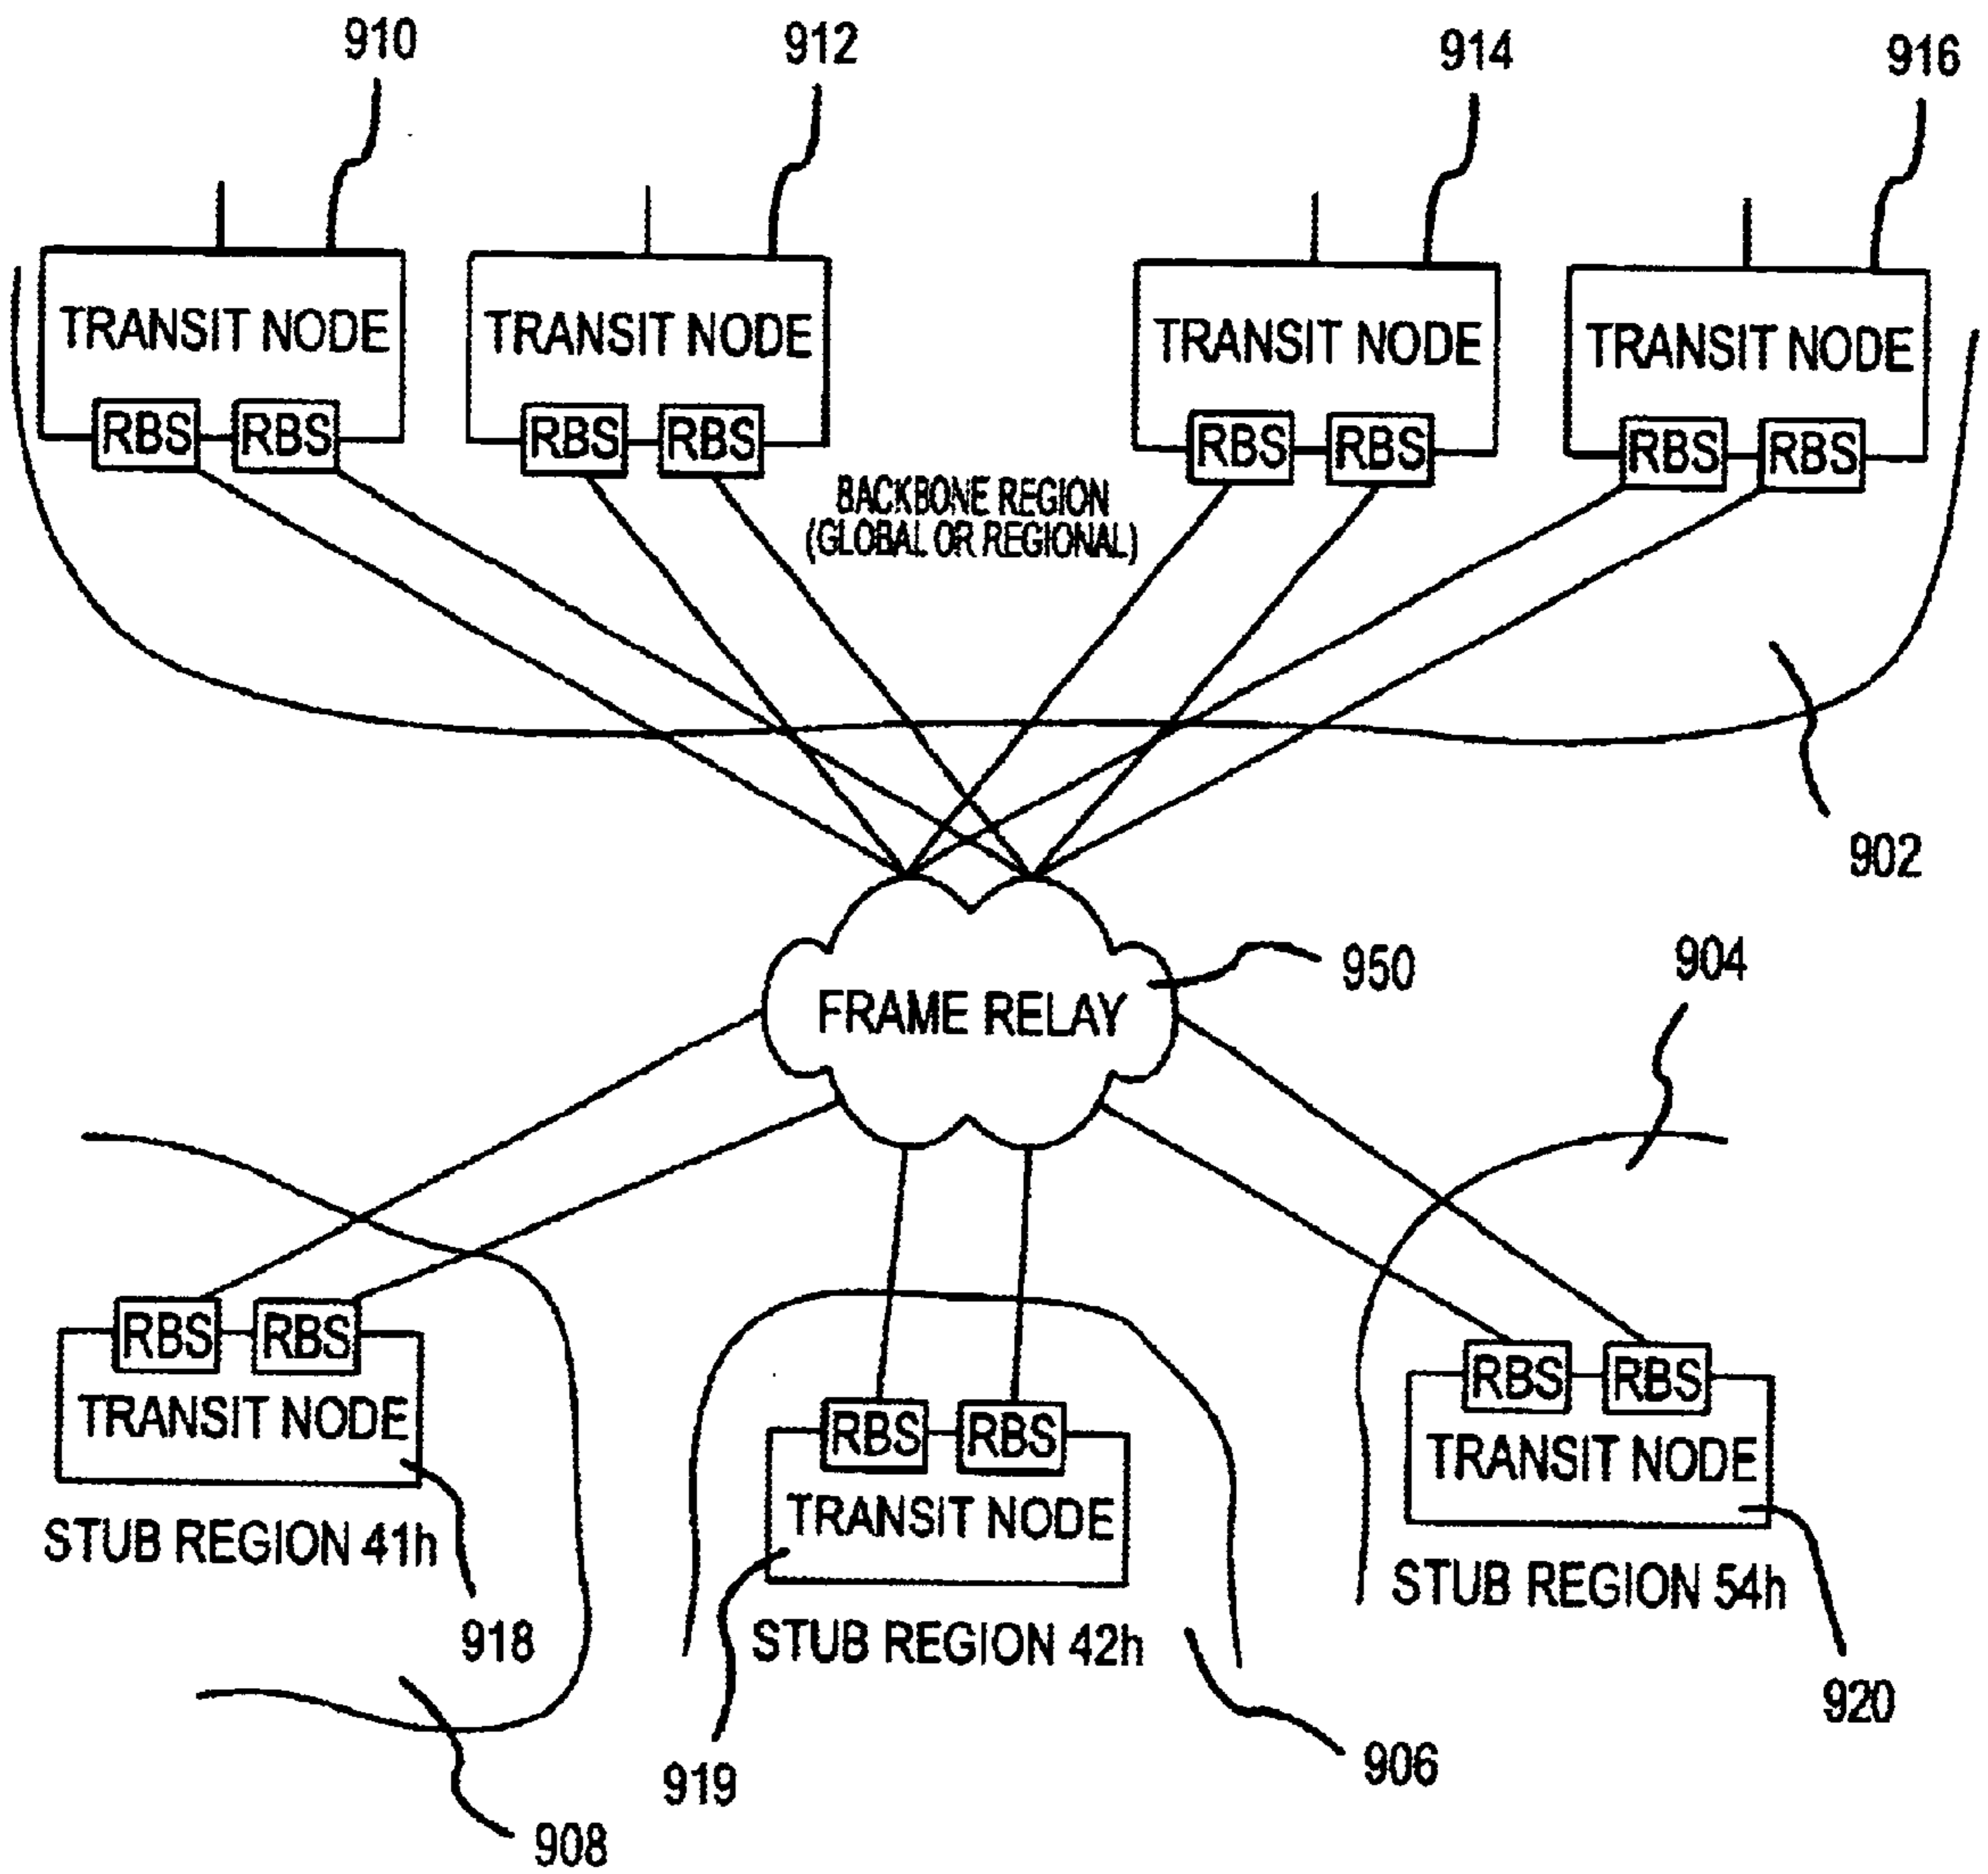 910
912
914
916
TRANSIT NODE
TRANSIT NODE
TRANSIT NODE
TRANSIT NODE
RBS
RBS
RBS
RBS
RBS
RBS
RBS
RBS
BACKBONE REGION
(GLOBAL OR REGIONAL)
902
904
950
FRAME RELAY
RBS
RBS
TRANSIT NODE
STUB REGION 41h
918
908
RBS
RBS
TRANSIT NODE
STUB REGION 42h
919
906
RBS
RBS
TRANSIT NODE
STUB REGION 54h
920